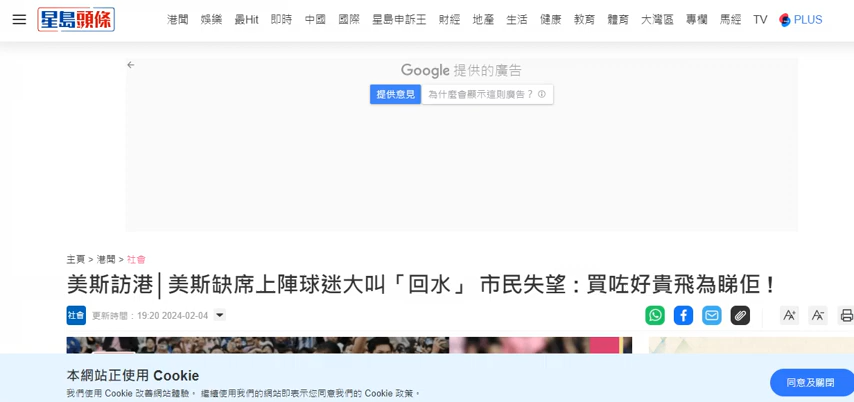 星島頭條 港聞 娛樂 最Hit 即時 中國 國際 星島申訴王 財經 地產 生活 健康 教育 體育 大灣區 專欄 馬經 TV PLUS
Google 提供的廣告
提供意見 為什麼會顯示這則廣告？
主頁 > 港聞 > 社會
美斯訪港│美斯缺席上陣球迷大叫「回水」 市民失望：買咗好貴飛為睇佢！
社會 更新時間：19:20 2024-02-04
A+ A-
本網站正使用 Cookie
我們使用 Cookie 改善網站體驗， 繼續使用我們的網站即表示您同意我們的 Cookie 政策。
同意及關閉